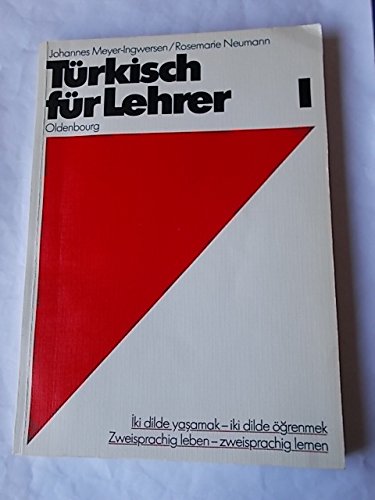 Johannes Meyer-Ingwersen/Rosemarie Neumann
Türkisch
für Lehrer I
Oldenbourg
İki dilde yaşamak – iki dilde öğrenmek
Zweisprachig leben – zweisprachig lernen